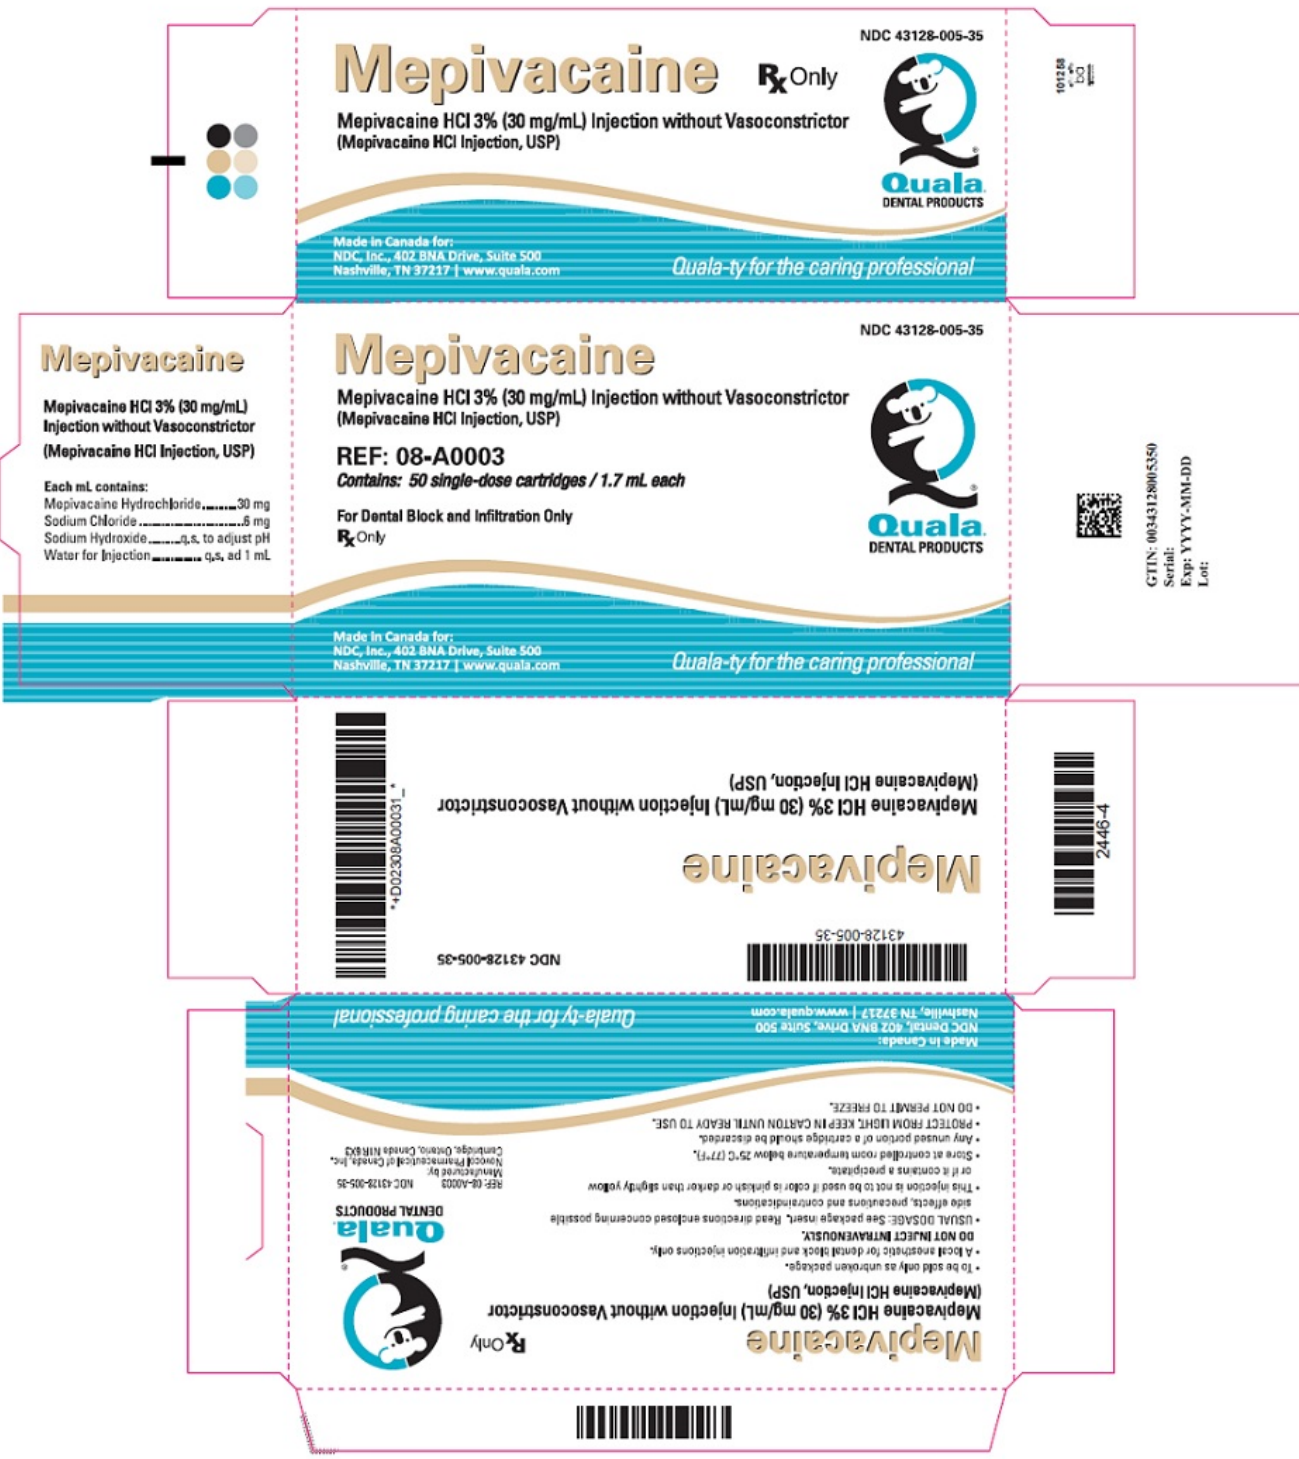 NDC 43128-005-35
Mepivacaine
Rx Only
Mepivacaine HCl 3% (30 mg/mL) Injection without Vasoconstrictor
(Mepivacaine HCl Injection, USP)
Quala®
DENTAL PRODUCTS
Made in Canada for:
NDC, Inc., 402 BNA Drive, Suite 500
Nashville, TN 37217 | www.quala.com
Quala-ty for the caring professional
101258
Mepivacaine
Mepivacaine HCl 3% (30 mg/mL)
Injection without Vasoconstrictor
(Mepivacaine HCl Injection, USP)
Each mL contains:
Mepivacaine Hydrochloride.........30 mg
Sodium Chloride.........................6 mg
Sodium Hydroxide........q.s. to adjust pH
Water for Injection............. q.s. ad 1 mL
NDC 43128-005-35
Mepivacaine
Mepivacaine HCl 3% (30 mg/mL) Injection without Vasoconstrictor
(Mepivacaine HCl Injection, USP)
REF: 08-A0003
Contains: 50 single-dose cartridges / 1.7 mL each
For Dental Block and Infiltration Only
Rx Only
Quala®
DENTAL PRODUCTS
Made in Canada for:
NDC, Inc., 402 BNA Drive, Suite 500
Nashville, TN 37217 | www.quala.com
Quala-ty for the caring professional
GTIN: 00343128005350
Serial:
Exp: YYYY-MM-DD
Lot:
43128-005-35
NDC 43128-005-35
Mepivacaine
Mepivacaine HCl 3% (30 mg/mL) Injection without Vasoconstrictor
(Mepivacaine HCl Injection, USP)
*+D02308A00031_*
2446-4
Mepivacaine
Rx Only
Mepivacaine HCl 3% (30 mg/mL) Injection without Vasoconstrictor
(Mepivacaine HCl Injection, USP)
• To be sold only as unbroken package.
• A local anesthetic for dental block and infiltration injections only.
DO NOT INJECT INTRAVENOUSLY.
• USUAL DOSAGE: See package insert. Read directions enclosed concerning possible
side effects, precautions and contraindications.
• This injection is not to be used if color is pinkish or darker than slightly yellow
or if it contains a precipitate.
• Store at controlled room temperature below 25°C (77°F).
• Any unused portion of a cartridge should be discarded.
• PROTECT FROM LIGHT, KEEP IN CARTON UNTIL READY TO USE.
• DO NOT PERMIT TO FREEZE.
Quala®
DENTAL PRODUCTS
REF: 08-A0003 NDC 43128-005-35
Manufactured by:
Novocol Pharmaceutical of Canada, Inc.
Cambridge, Ontario, Canada N1R 6X3
Made in Canada:
NDC Dental, 402 BNA Drive, Suite 500
Nashville, TN 37217 | www.quala.com
Quala-ty for the caring professional